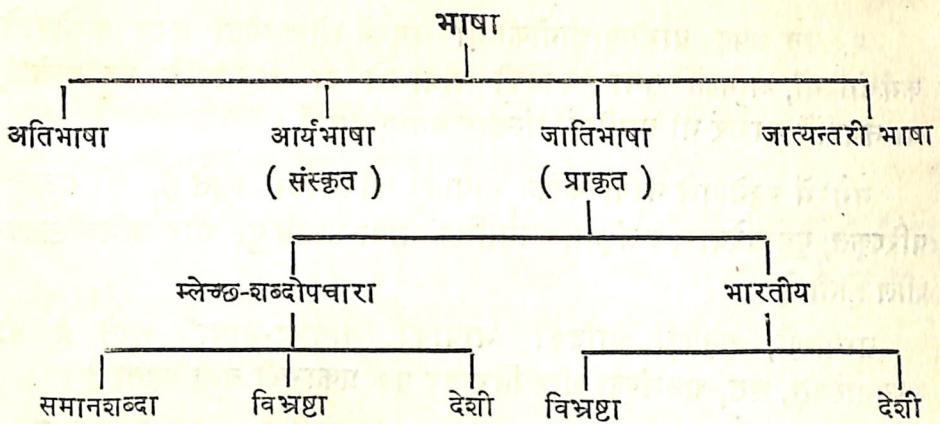 भाषा
अतिभाषा आर्यभाषा जातिभाषा जात्यन्तरी भाषा
( संस्कृत ) ( प्राकृत )
म्लेच्छ-शब्दोपचारा भारतीय
समानशब्दा विभ्रष्टा देशी विभ्रष्टा देशी